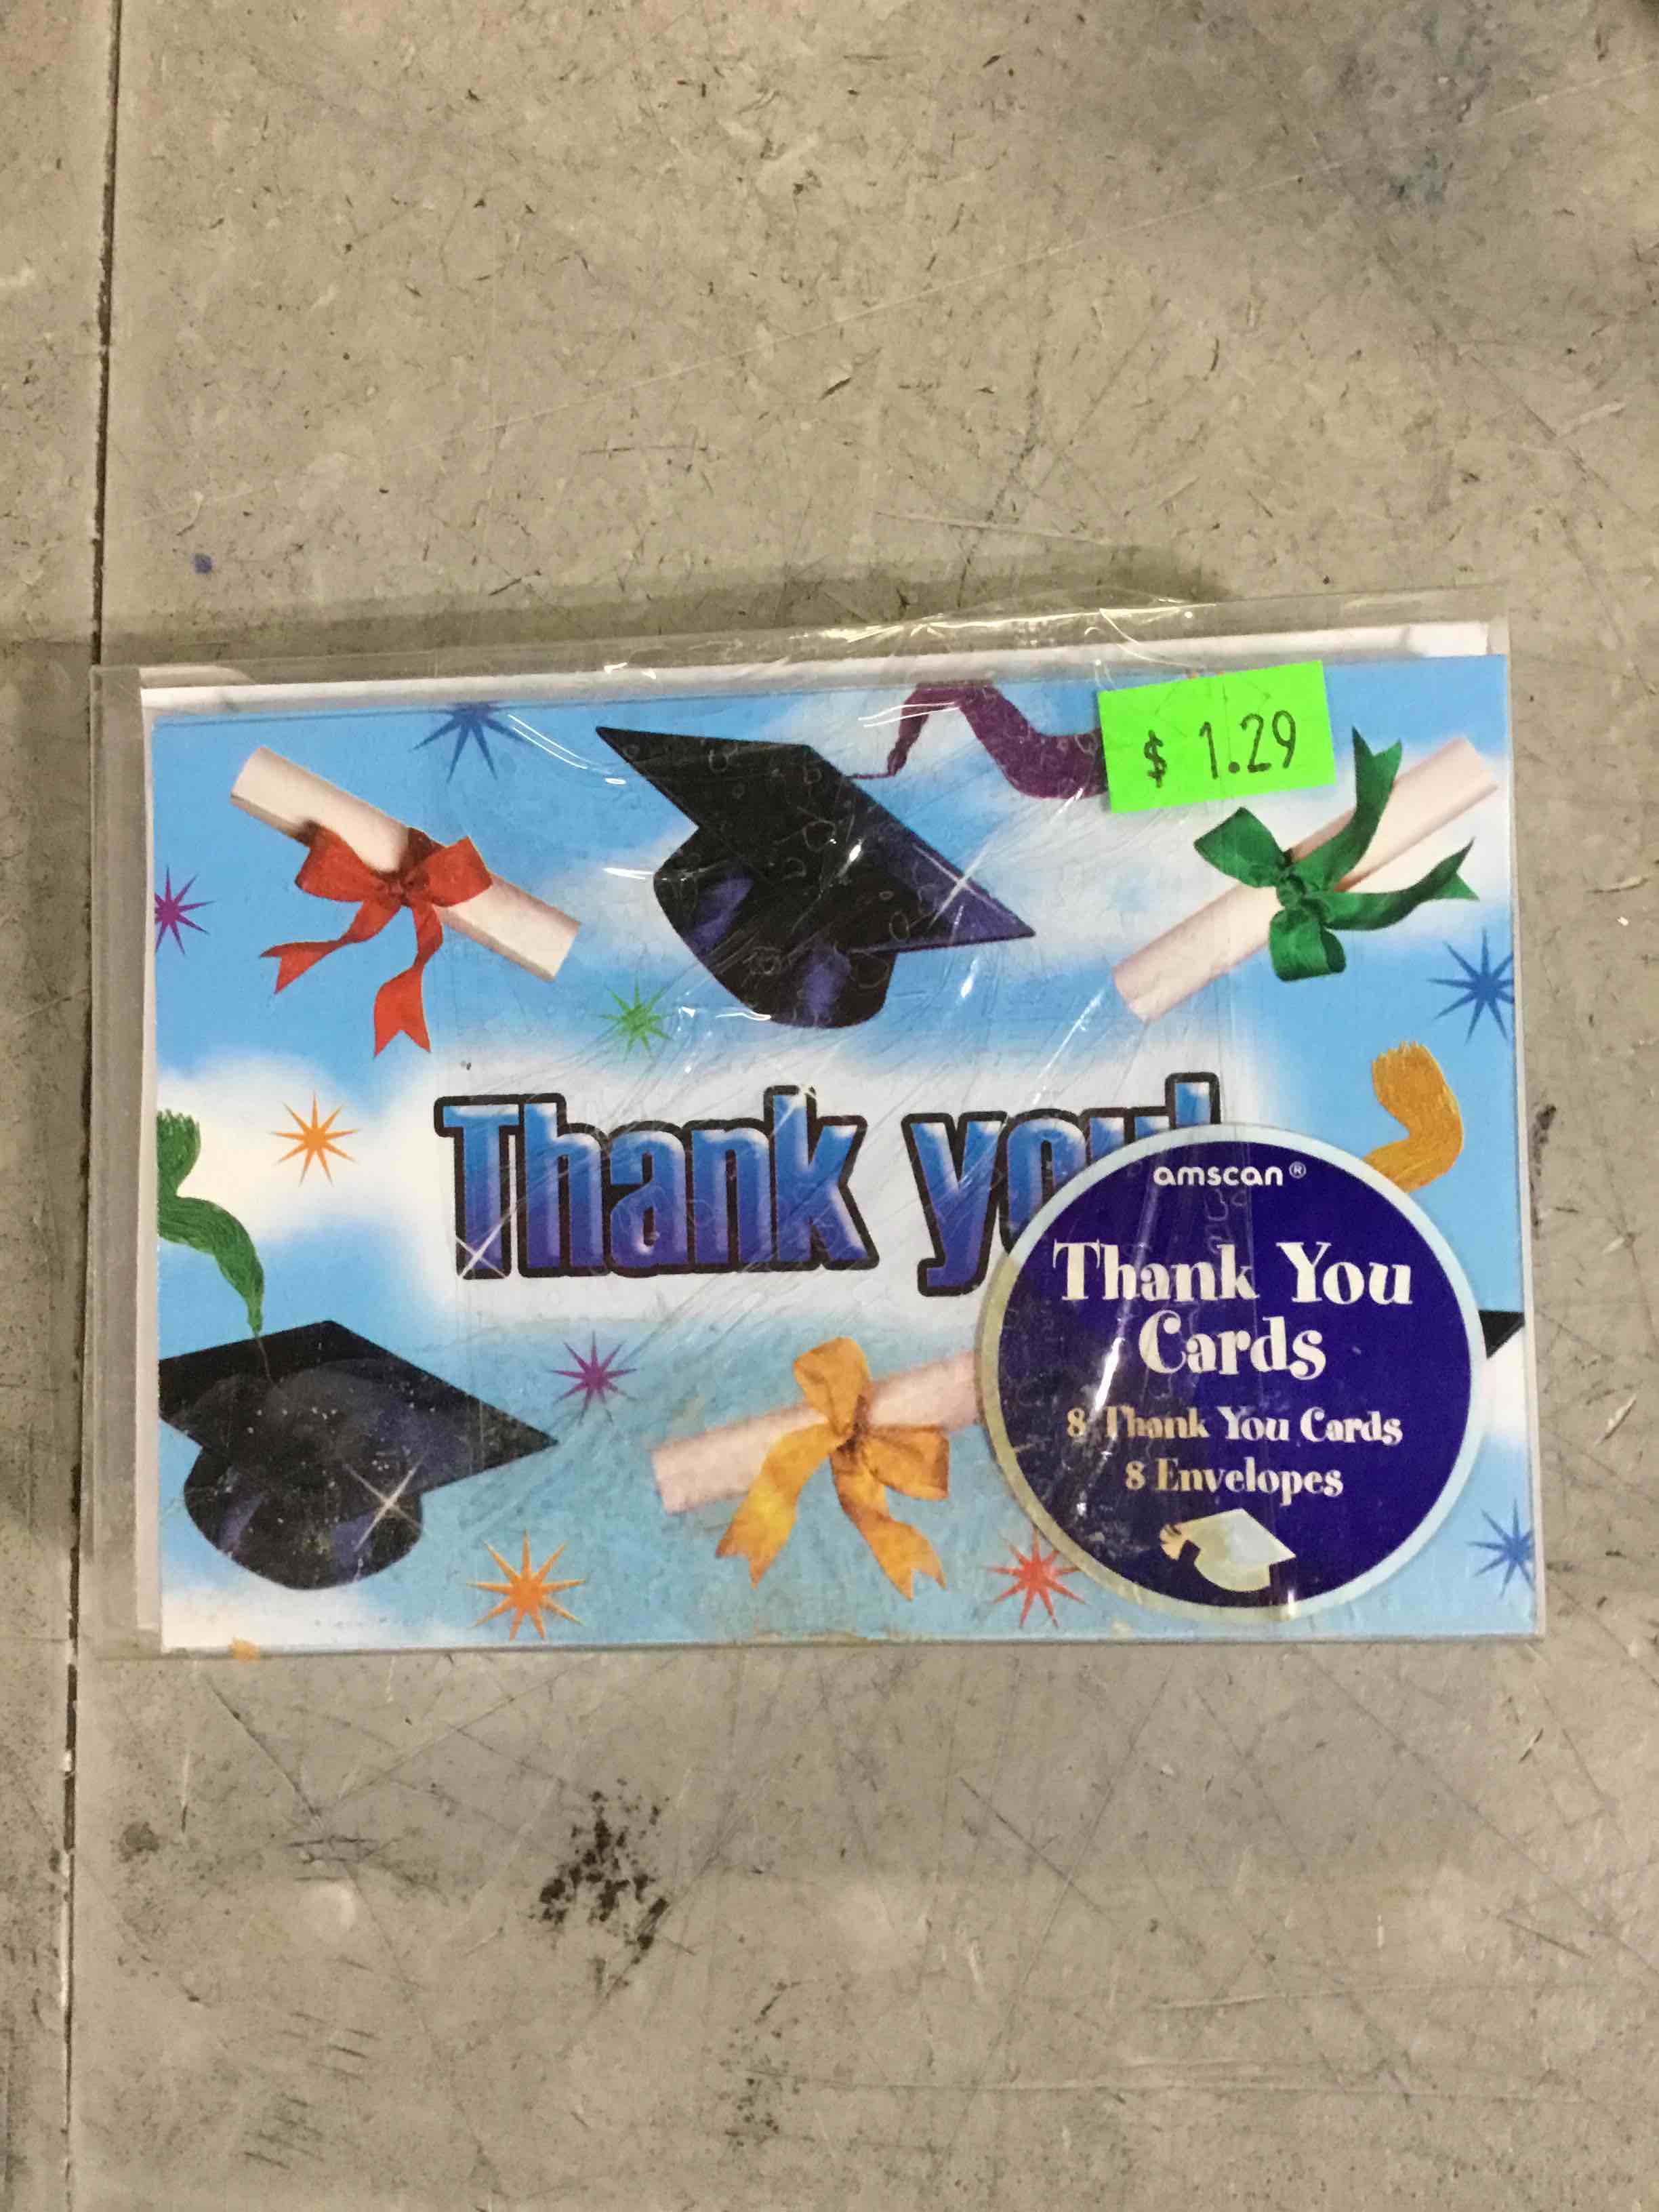 $ 1.29
Thank you!
amscan®
Thank You
Cards
8 Thank You Cards
8 Envelopes